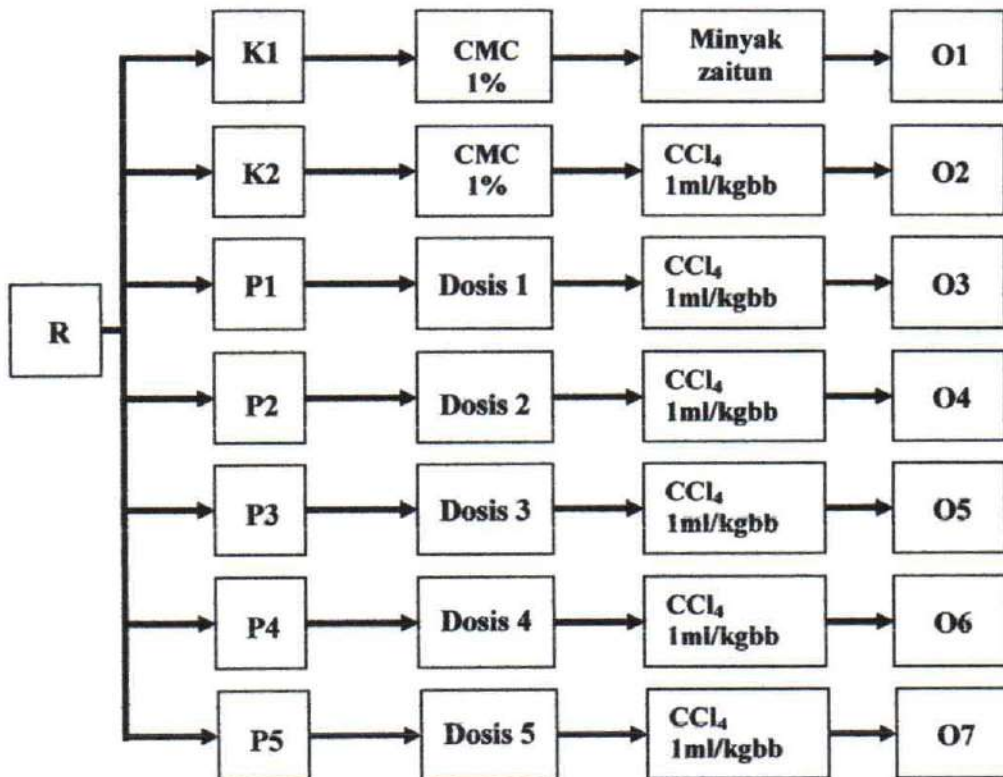 K1
CMC
1%
Minyak
zaitun
O1
K2
CMC
1%
CCl₄
1ml/kgbb
O2
P1
Dosis 1
CCl₄
1ml/kgbb
O3
R
P2
Dosis 2
CCl₄
1ml/kgbb
O4
P3
Dosis 3
CCl₄
1ml/kgbb
O5
P4
Dosis 4
CCl₄
1ml/kgbb
O6
P5
Dosis 5
CCl₄
1ml/kgbb
O7